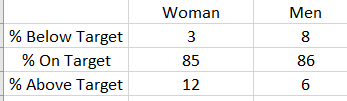 Woman Men
% Below Target 3 8
% On Target 85 86
% Above Target 12 6